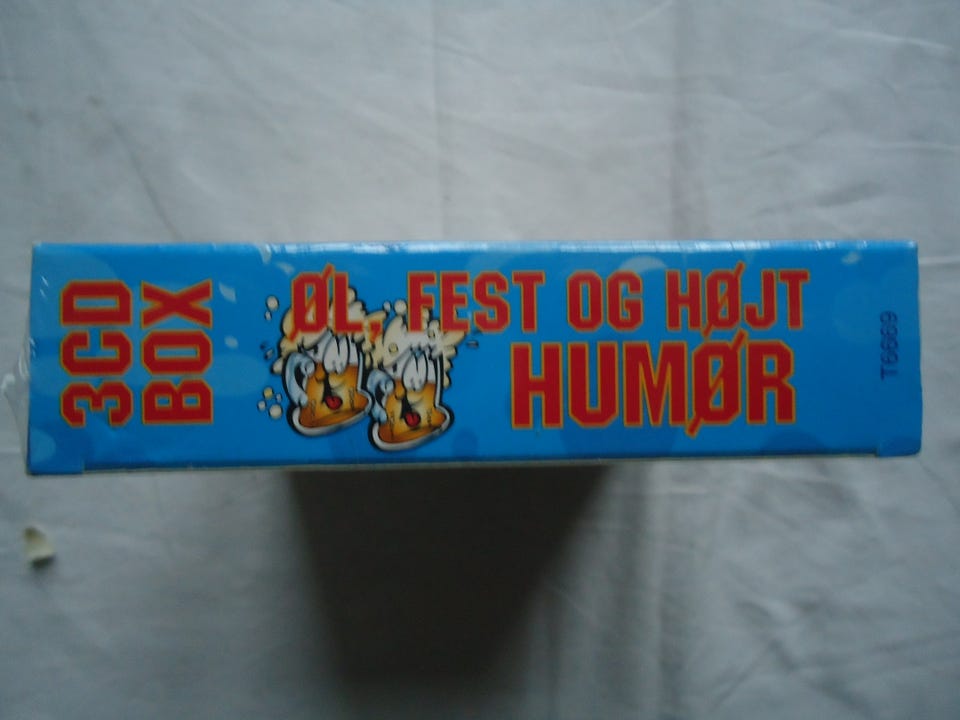 3CD
BOX
ØL, FEST OG HØJT
HUMØR
T6669